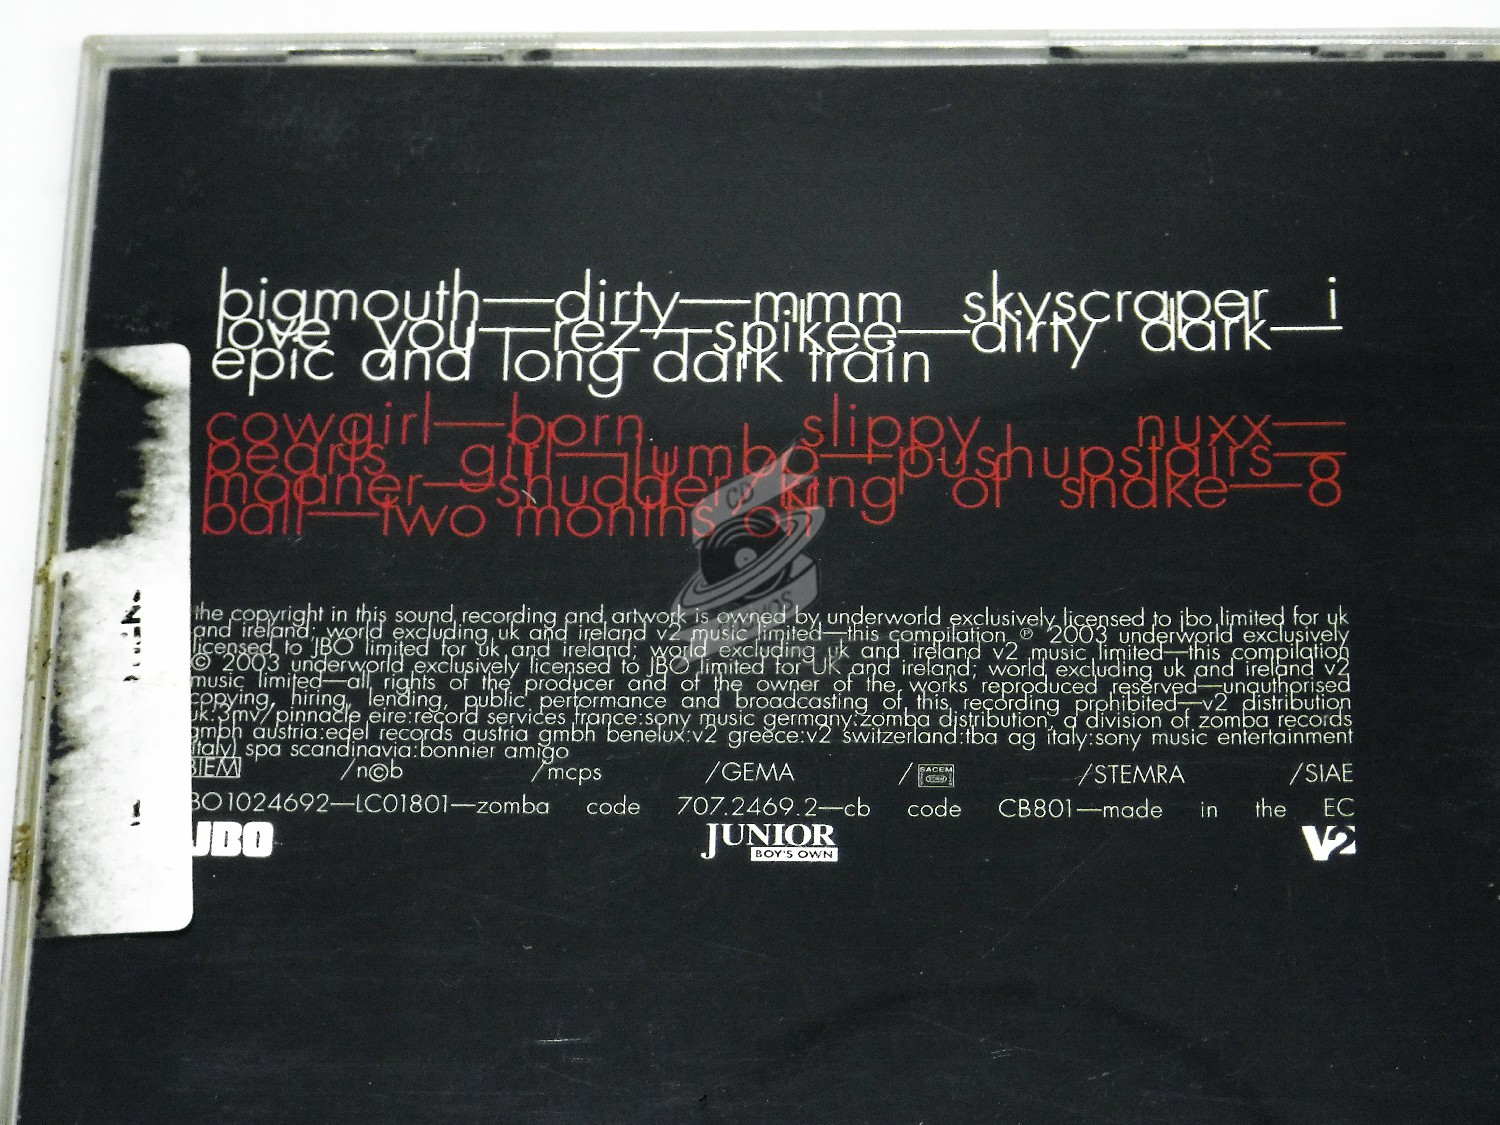 bigmouth—dirty—mmm skyscraper i
love you—rez—spikee—dirty dark—
epic and long dark train
cowgirl—born slippy nuxx—
pearls girl—jumbo—pushupstairs—
moaner—shudder/king of snake—8
ball—two months off
CD
the copyright in this sound recording and artwork is owned by underworld exclusively licensed to jbo limited for uk
and ireland; world excluding uk and ireland v2 music limited—this compilation ℗ 2003 underworld exclusively
licensed to JBO limited for uk and ireland; world excluding uk and ireland v2 music limited—this compilation
© 2003 underworld exclusively licensed to JBO limited for UK and ireland; world excluding uk and ireland v2
music limited—all rights of the producer and of the owner of the works reproduced reserved—unauthorised
copying, hiring, lending, public performance and broadcasting of this recording prohibited—v2 distribution
uk:3mv/pinnacle eire:record services france:sony music germany:zomba distribution, a division of zomba records
gmbh austria:edel records austria gmbh benelux:v2 greece:v2 switzerland:tba ag italy:sony music entertainment
(italy) spa scandinavia:bonnier amigo
BIEM /n©b /mcps /GEMA / SACEM /STEMRA /SIAE
BO1024692—LC01801—zomba code 707.2469.2—cb code CB801—made in the EC
JBO JUNIOR V2
BOY'S OWN